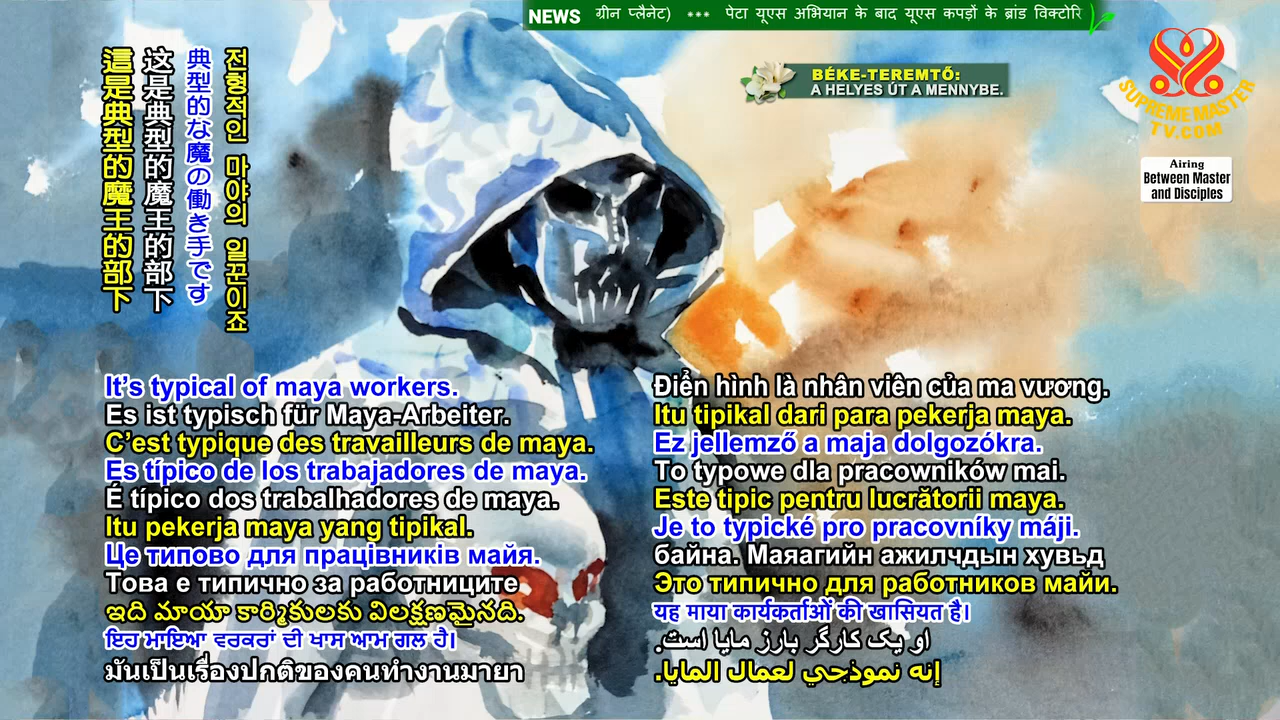 NEWS ग्रीन प्लैनेट) *** पेटा यूएस अभियान के बाद यूएस कपड़ों के ब्रांड विक्टोरि
BÉKE-TEREMTŐ:
A HELYES ÚT A MENNYBE.
SUPREME MASTER
TV.COM
Airing
Between Master
and Disciples
전형적인 마야의 일꾼이죠
典型的な魔の働き手です
这是典型的魔王的部下
這是典型的魔王的部下
It's typical of maya workers.
Es ist typisch für Maya-Arbeiter.
C'est typique des travailleurs de maya.
Es típico de los trabajadores de maya.
É típico dos trabalhadores de maya.
Itu pekerja maya yang tipikal.
Це типово для працівників майя.
Това е типично за работниците
ఇది మాయా కార్మికులకు విలక్షణమైనది.
ਇਹ ਮਾਇਆ ਵਰਕਰਾਂ ਦੀ ਖਾਸ ਆਮ ਗਲ ਹੈ।
มันเป็นเรื่องปกติของคนทำงานมายา
Điển hình là nhân viên của ma vương.
Itu tipikal dari para pekerja maya.
Ez jellemző a maja dolgozókra.
To typowe dla pracowników mai.
Este tipic pentru lucrătorii maya.
Je to typické pro pracovníky máji.
байна. Маяагийн ажилчдын хувьд
Это типично для работников майи.
यह माया कार्यकर्ताओं की खासियत है।
او یک کارگر بارز مایا است.
إنه نموذجي لعمال المايا.